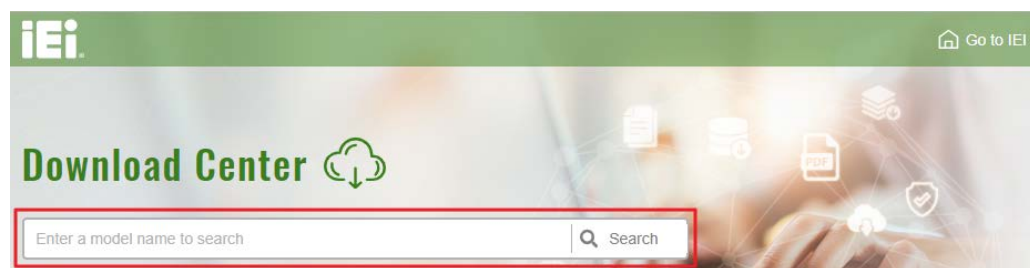 iEi.
Go to IEI
PDF
Download Center
Enter a model name to search
Search